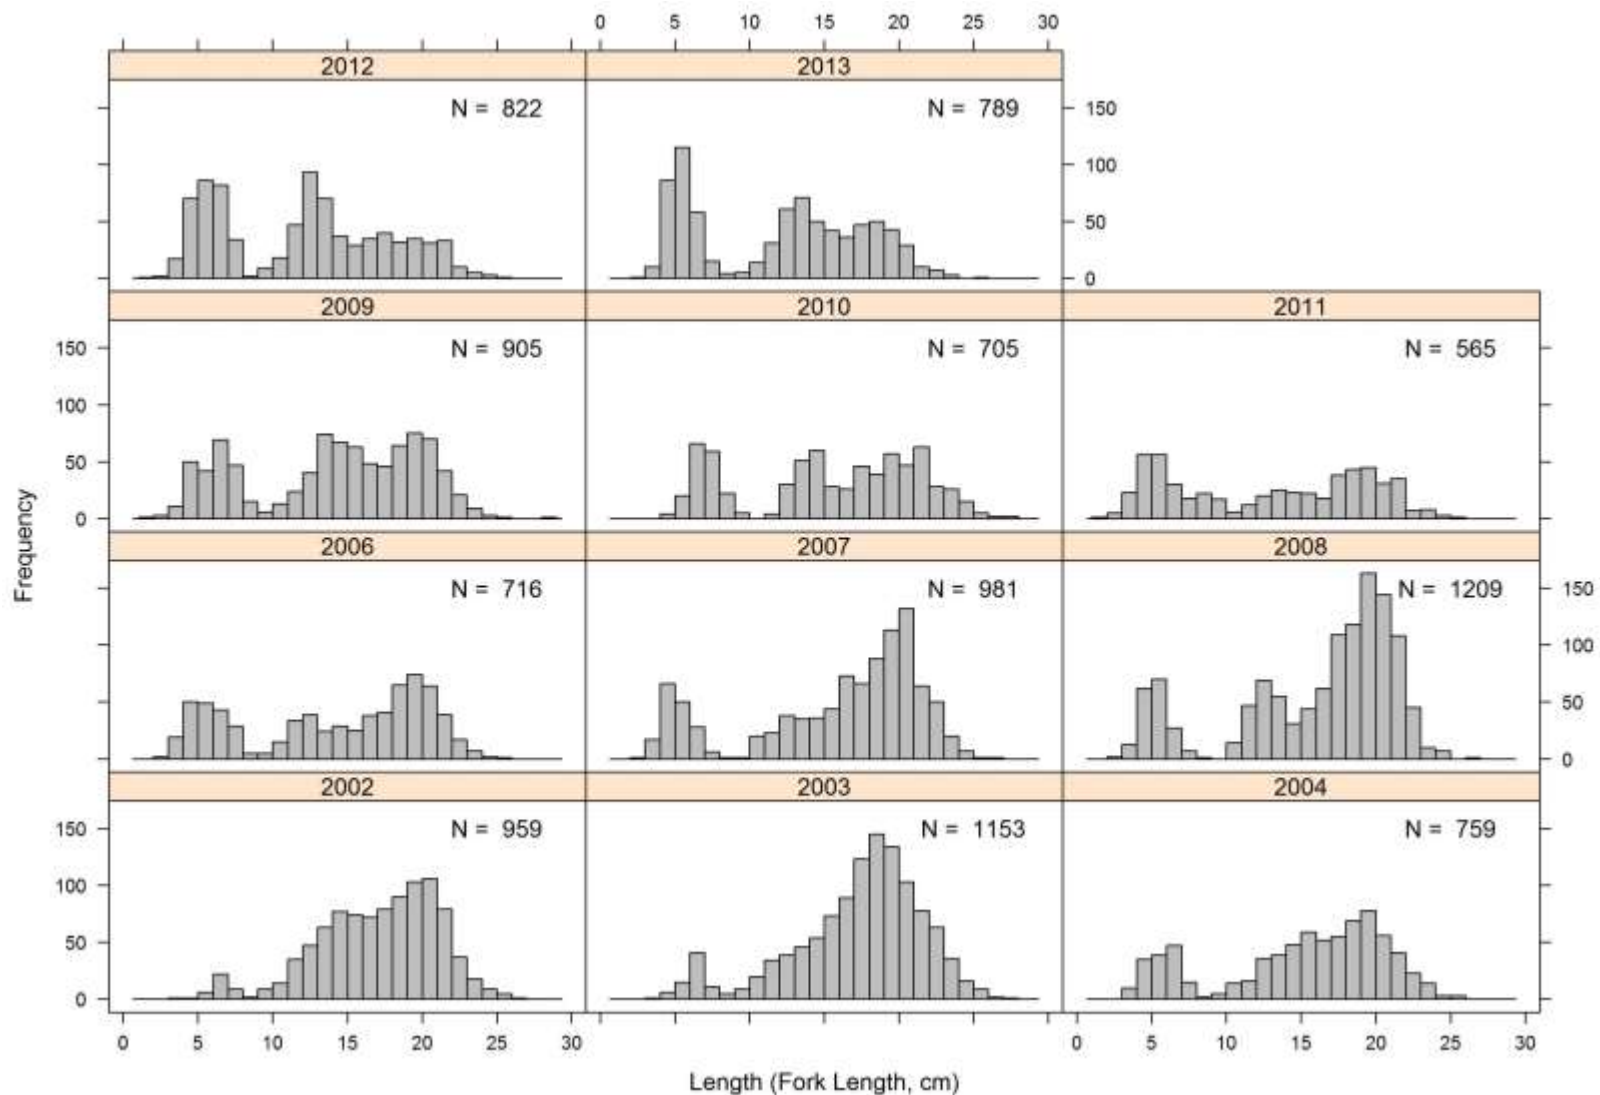 0 5 10 15 20 25 30
2012 2013
N = 822 N = 789
150
100
50
0
2009 2010 2011
N = 905 N = 705 N = 565
150
100
50
0
2006 2007 2008
N = 716 N = 981 N = 1209
150
100
50
0
2002 2003 2004
N = 959 N = 1153 N = 759
150
100
50
0
0 5 10 15 20 25 30 0 5 10 15 20 25 30
Frequency
Length (Fork Length, cm)